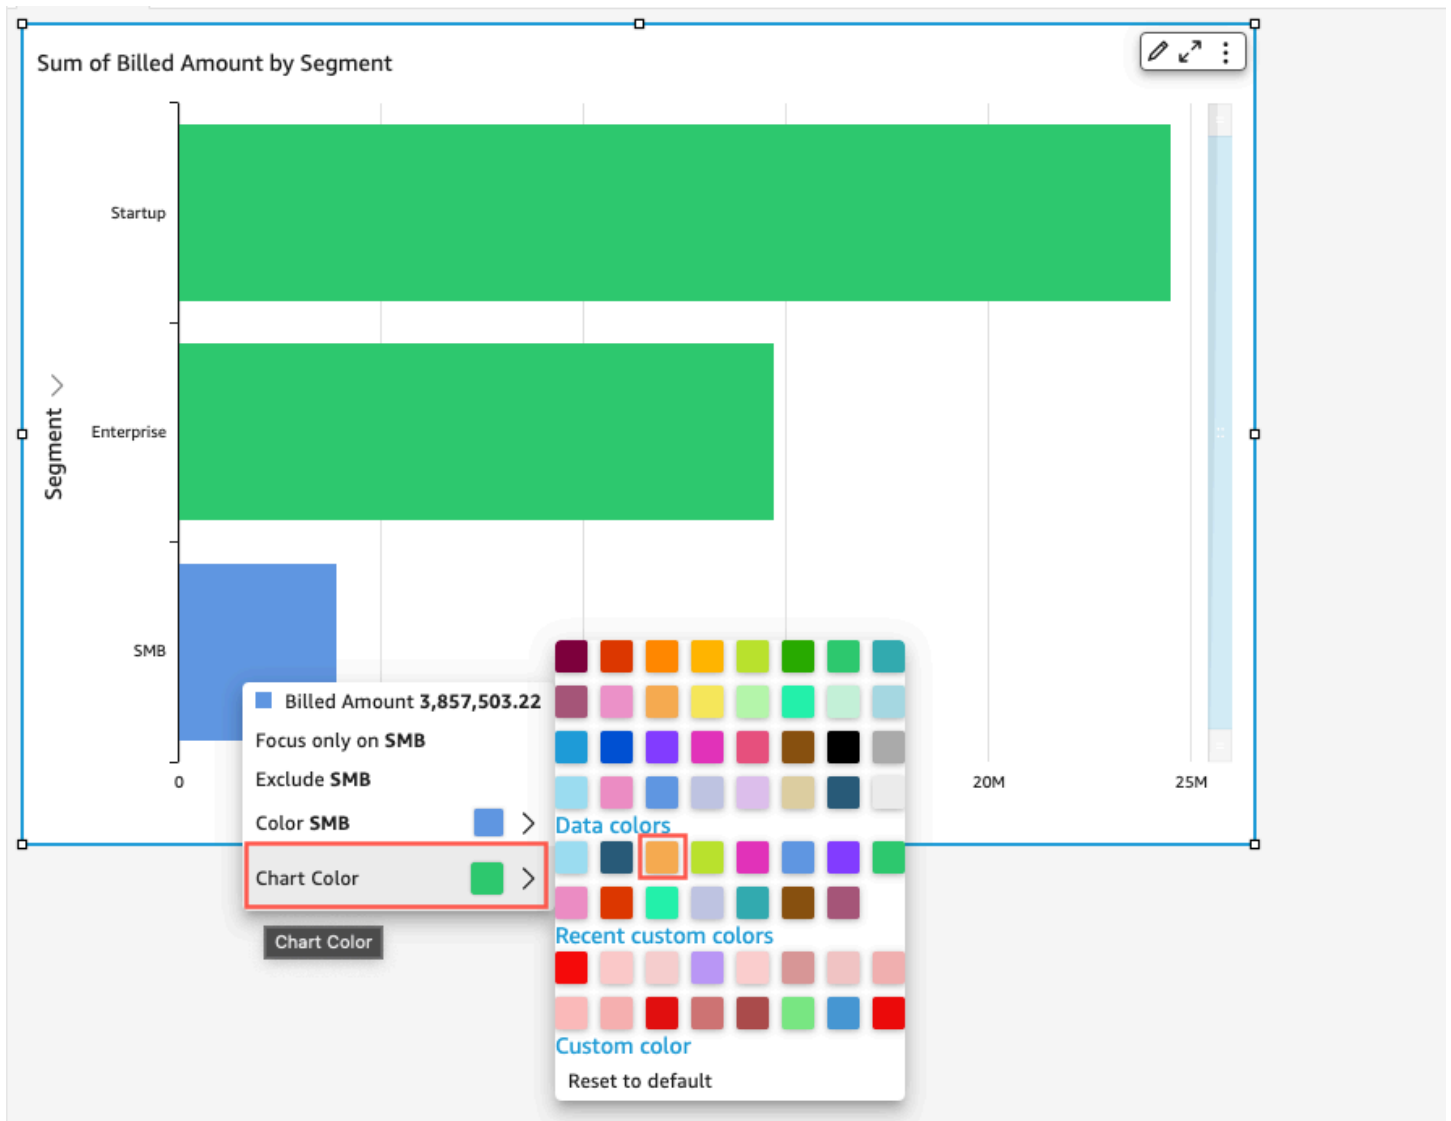 Sum of Billed Amount by Segment
Startup
Enterprise
Segment
SMB
0
20M
25M
Billed Amount 3,857,503.22
Focus only on SMB
Exclude SMB
Color SMB
Chart Color
Chart Color
Data colors
Recent custom colors
Custom color
Reset to default